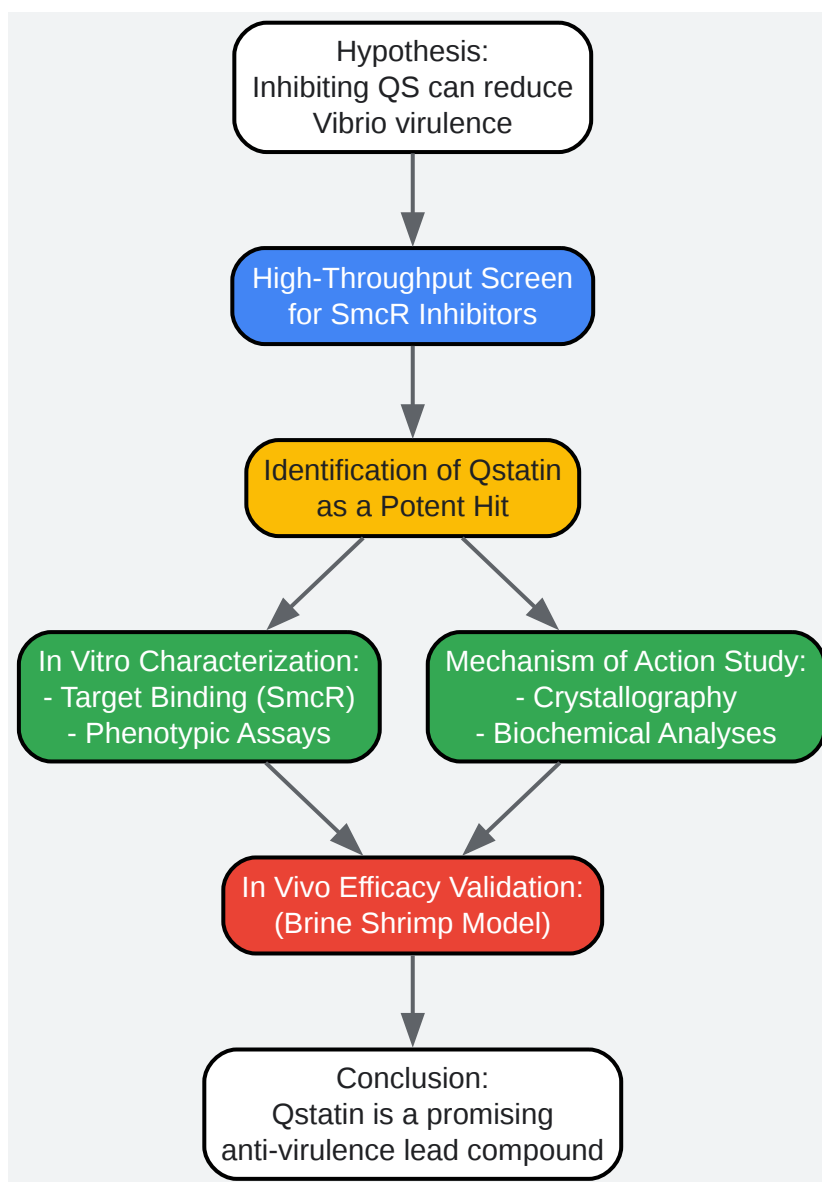 Hypothesis:
Inhibiting QS can reduce
Vibrio virulence
High-Throughput Screen
for SmcR Inhibitors
Identification of Qstatin
as a Potent Hit
In Vitro Characterization:
- Target Binding (SmcR)
- Phenotypic Assays
Mechanism of Action Study:
- Crystallography
- Biochemical Analyses
In Vivo Efficacy Validation:
(Brine Shrimp Model)
Conclusion:
Qstatin is a promising
anti-virulence lead compound